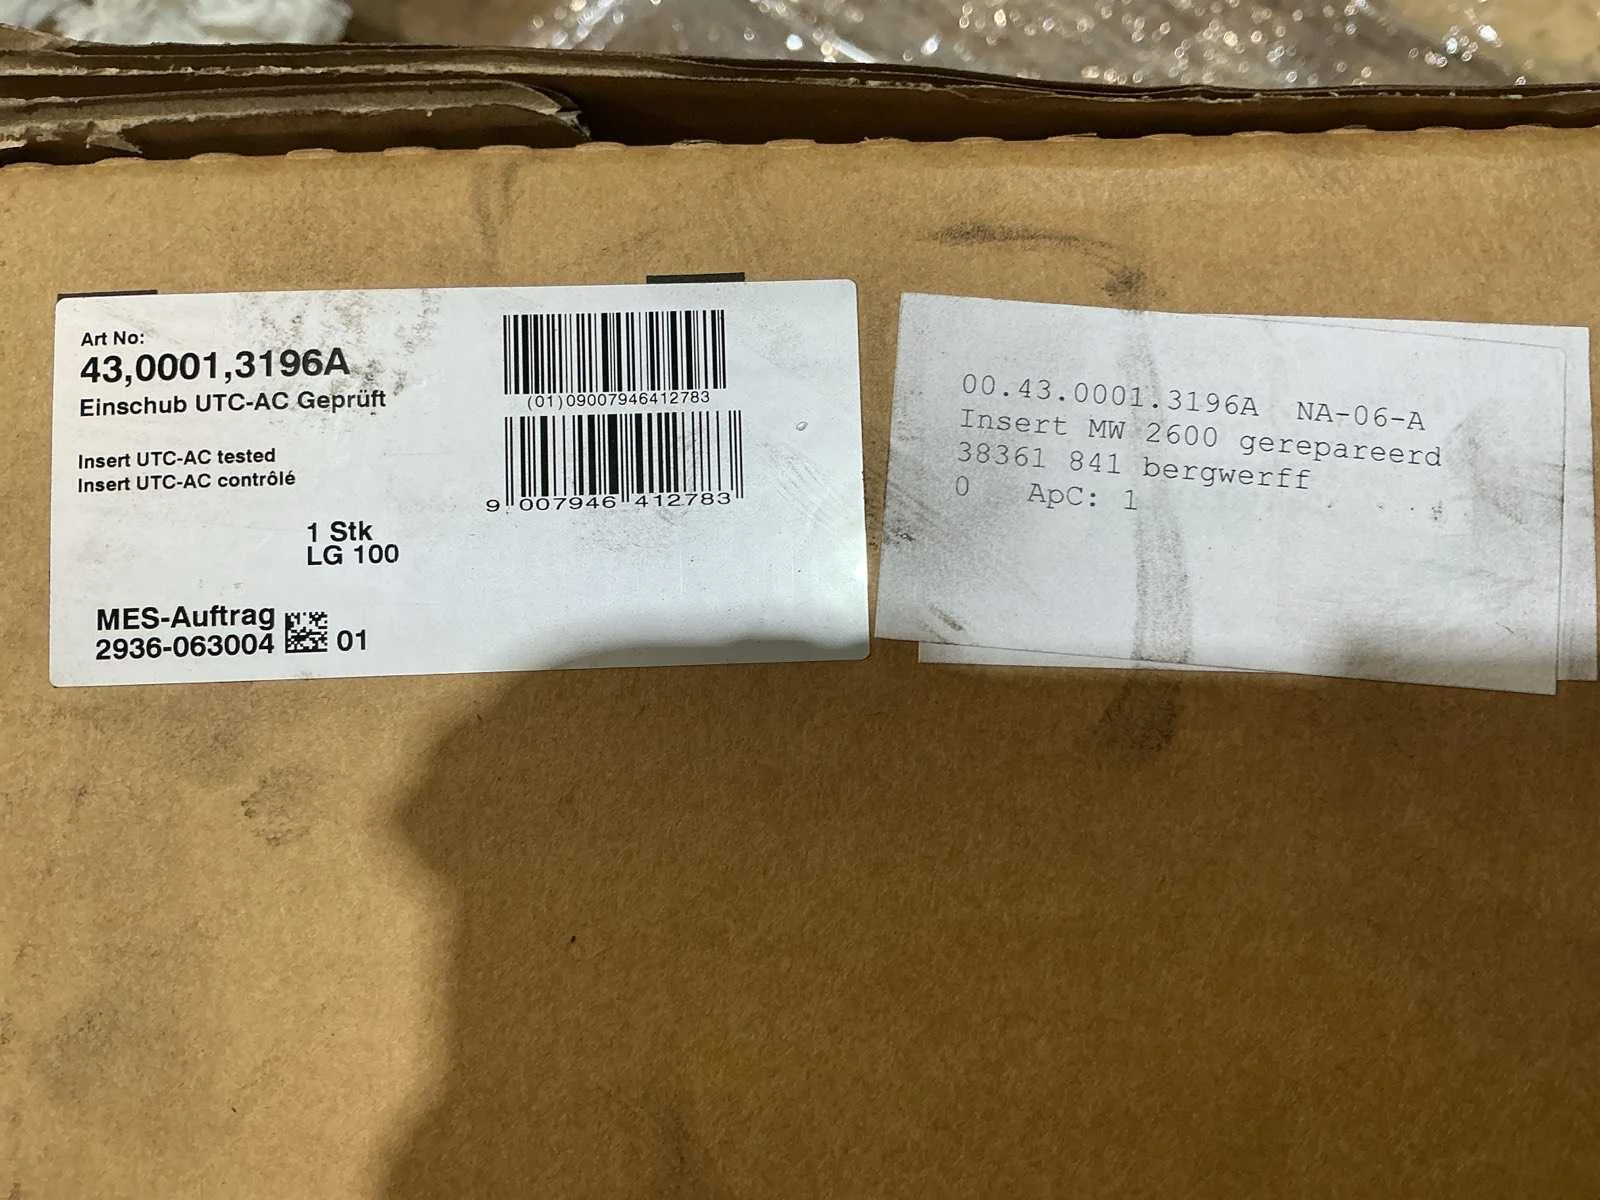 Art No:
43,0001,3196A
Einschub UTC-AC Geprüft
Insert UTC-AC tested
Insert UTC-AC contrôlé
1 Stk
LG 100
MES-Auftrag
2936-063004 01
(01)09007946412783
9 007946 412783
00.43.0001.3196A NA-06-A
Insert MW 2600 gerepareerd
38361 841 bergwerff
0 ApC: 1